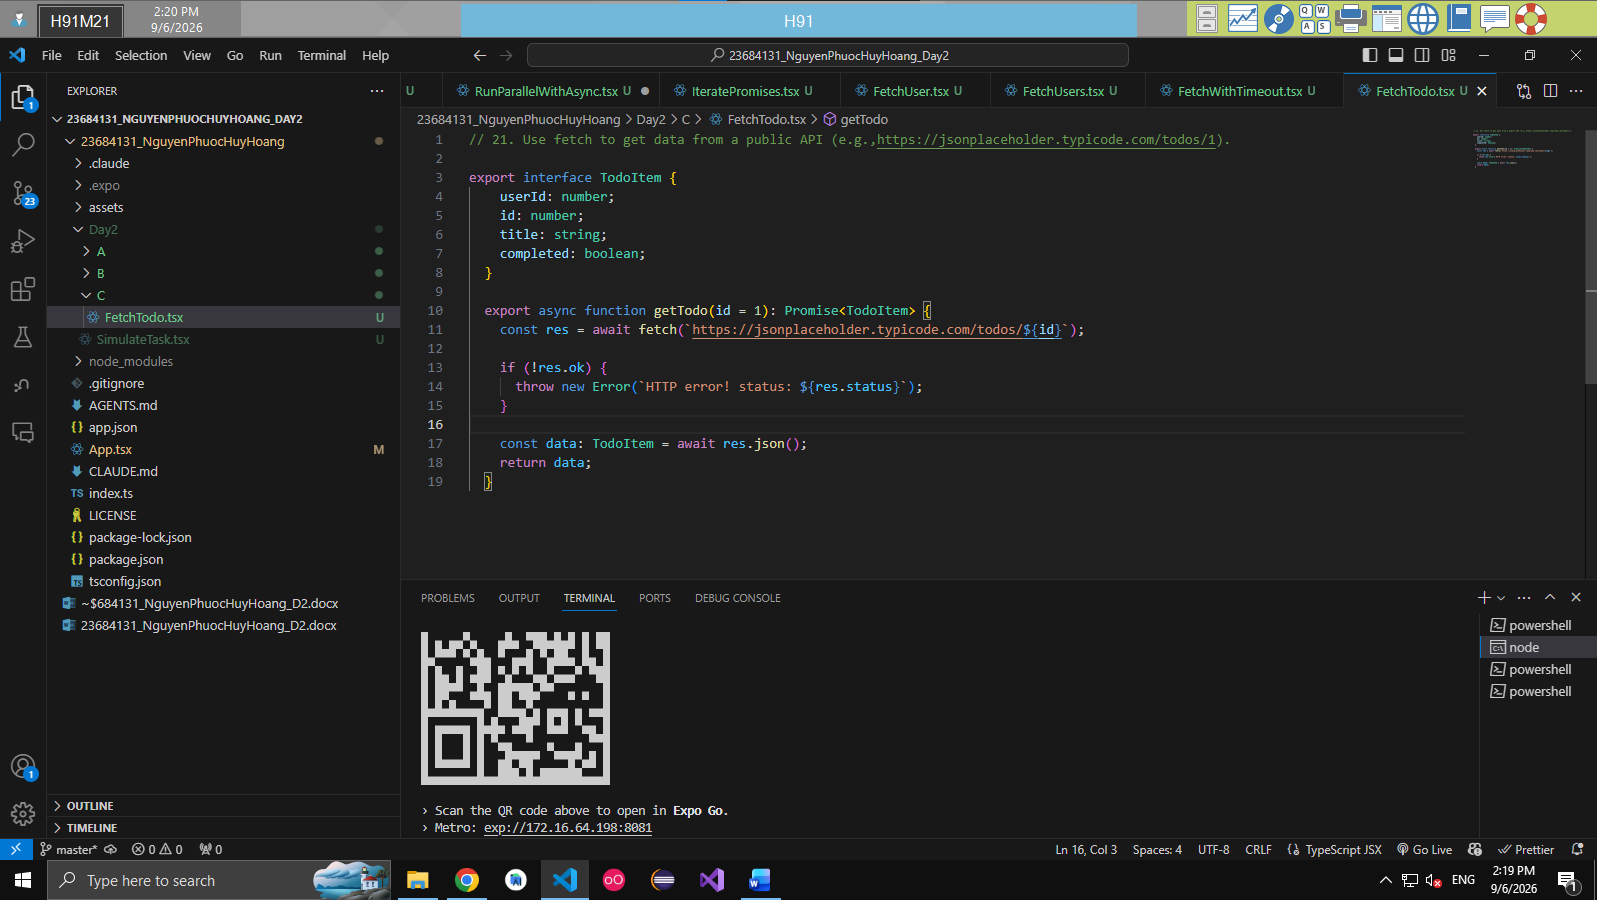 H91M21
2:20 PM
9/6/2026
H91
Q W
A S
File Edit Selection View Go Run Terminal Help
23684131_NguyenPhuocHuyHoang_Day2
EXPLORER
1
23
23684131_NGUYENPHUOCHUYHOANG_DAY2
23684131_NguyenPhuocHuyHoang
.claude
.expo
assets
Day2
A
B
C
FetchTodo.tsx U
SimulateTask.tsx U
node_modules
.gitignore
AGENTS.md
app.json
App.tsx M
CLAUDE.md
index.ts
LICENSE
package-lock.json
package.json
tsconfig.json
~$684131_NguyenPhuocHuyHoang_D2.docx
23684131_NguyenPhuocHuyHoang_D2.docx
OUTLINE
TIMELINE
1
U RunParallelWithAsync.tsx U IteratePromises.tsx U FetchUser.tsx U FetchUsers.tsx U FetchWithTimeout.tsx U FetchTodo.tsx U
23684131_NguyenPhuocHuyHoang > Day2 > C > FetchTodo.tsx > getTodo
1 // 21. Use fetch to get data from a public API (e.g.,https://jsonplaceholder.typicode.com/todos/1).
2
3 export interface TodoItem {
4 userId: number;
5 id: number;
6 title: string;
7 completed: boolean;
8 }
9
10 export async function getTodo(id = 1): Promise<TodoItem> {
11 const res = await fetch(`https://jsonplaceholder.typicode.com/todos/${id}`);
12
13 if (!res.ok) {
14 throw new Error(`HTTP error! status: ${res.status}`);
15 }
16
17 const data: TodoItem = await res.json();
18 return data;
19 }
PROBLEMS OUTPUT TERMINAL PORTS DEBUG CONSOLE
› Scan the QR code above to open in Expo Go.
› Metro: exp://172.16.64.198:8081
powershell
node
powershell
powershell
master* 0 0 0 Ln 16, Col 3 Spaces: 4 UTF-8 CRLF TypeScript JSX Go Live Prettier
Type here to search
ENG
2:19 PM
9/6/2026
1